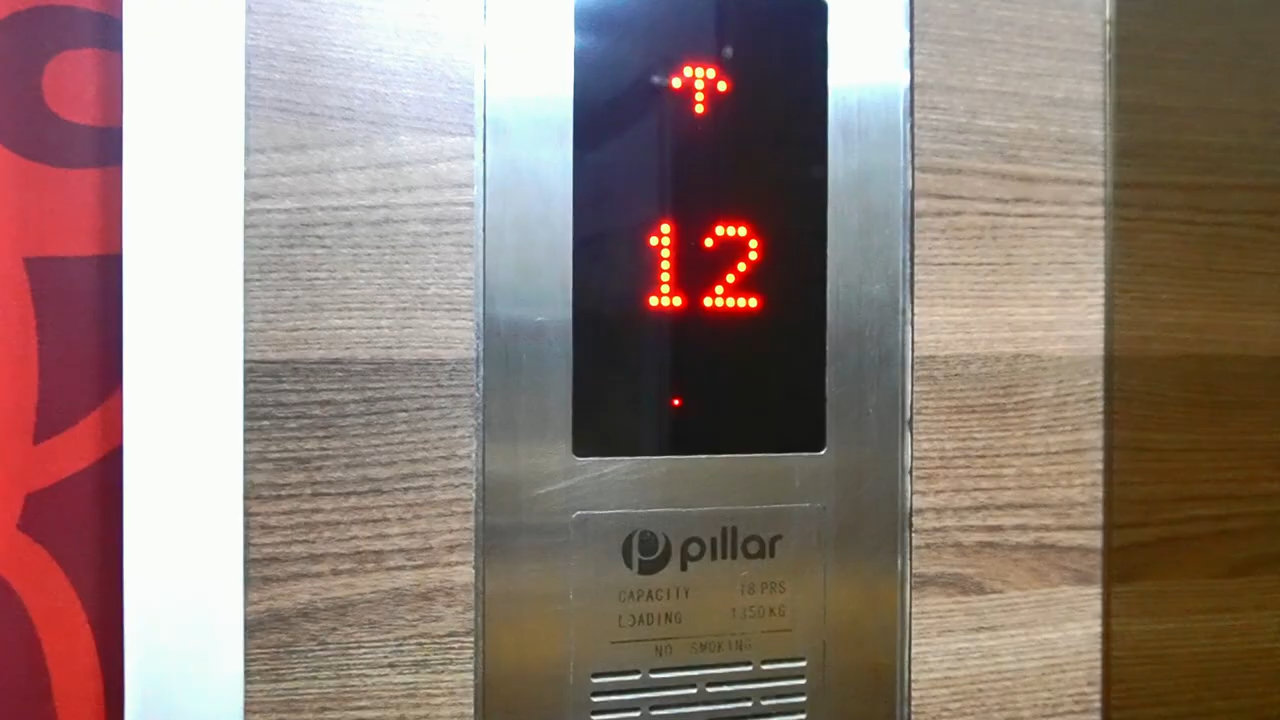 ↑
12
pillar
CAPACITY 18 PRS
LOADING 1350 KG
NO SMOKING